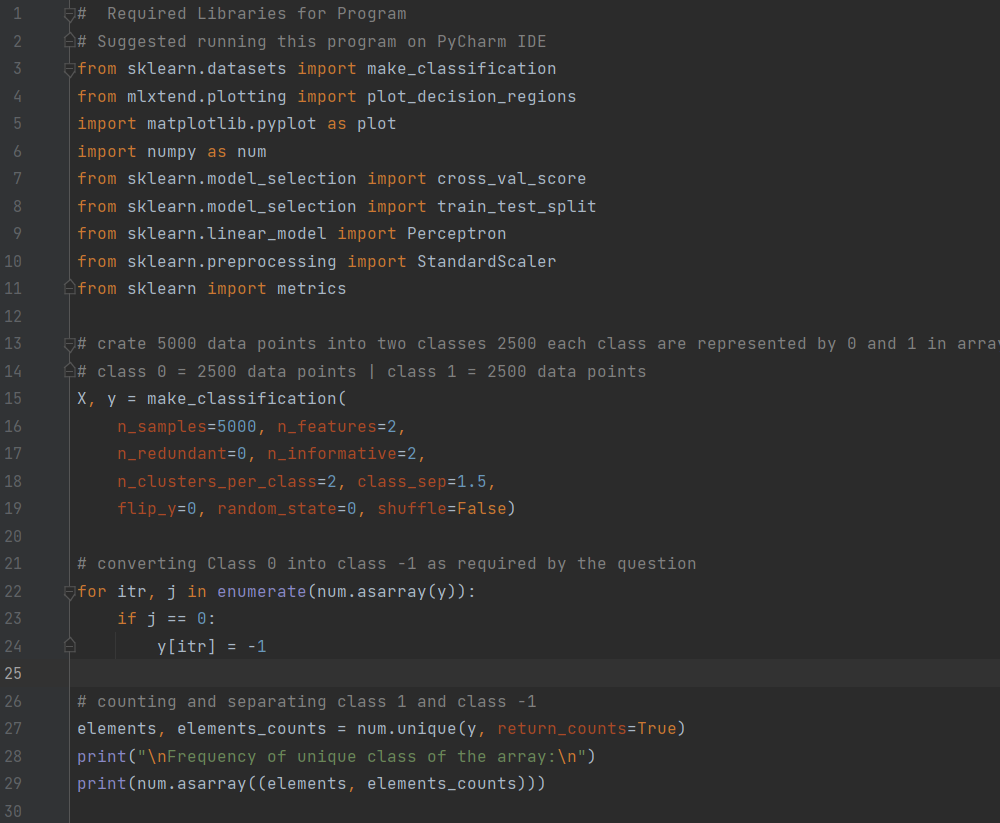 1 #  Required Libraries for Program
2 # Suggested running this program on PyCharm IDE
3 from sklearn.datasets import make_classification
4 from mlxtend.plotting import plot_decision_regions
5 import matplotlib.pyplot as plot
6 import numpy as num
7 from sklearn.model_selection import cross_val_score
8 from sklearn.model_selection import train_test_split
9 from sklearn.linear_model import Perceptron
10 from sklearn.preprocessing import StandardScaler
11 from sklearn import metrics
12
13 # crate 5000 data points into two classes 2500 each class are represented by 0 and 1 in
14 # class 0 = 2500 data points | class 1 = 2500 data points
15 X, y = make_classification(
16     n_samples=5000, n_features=2,
17     n_redundant=0, n_informative=2,
18     n_clusters_per_class=2, class_sep=1.5,
19     flip_y=0, random_state=0, shuffle=False)
20
21 # converting Class 0 into class -1 as required by the question
22 for itr, j in enumerate(num.asarray(y)):
23     if j == 0:
24         y[itr] = -1
25
26 # counting and separating class 1 and class -1
27 elements, elements_counts = num.unique(y, return_counts=True)
28 print("\nFrequency of unique class of the array:\n")
29 print(num.asarray((elements, elements_counts)))
30